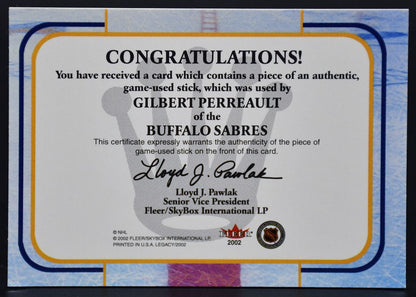 CONGRATULATIONS!
You have received a card which contains a piece of an authentic,
game-used stick, which was used by
GILBERT PERREAULT
of the
BUFFALO SABRES
This certificate expressly warrants the authenticity of the piece of
game-used stick on the front of this card.
Lloyd J. Pawlak
Lloyd J. Pawlak
Senior Vice President
Fleer/SkyBox International LP
© NHL
© 2002 FLEER/SKYBOX INTERNATIONAL LP.
PRINTED IN U.S.A. LEGACY/2002
FLEER
2002